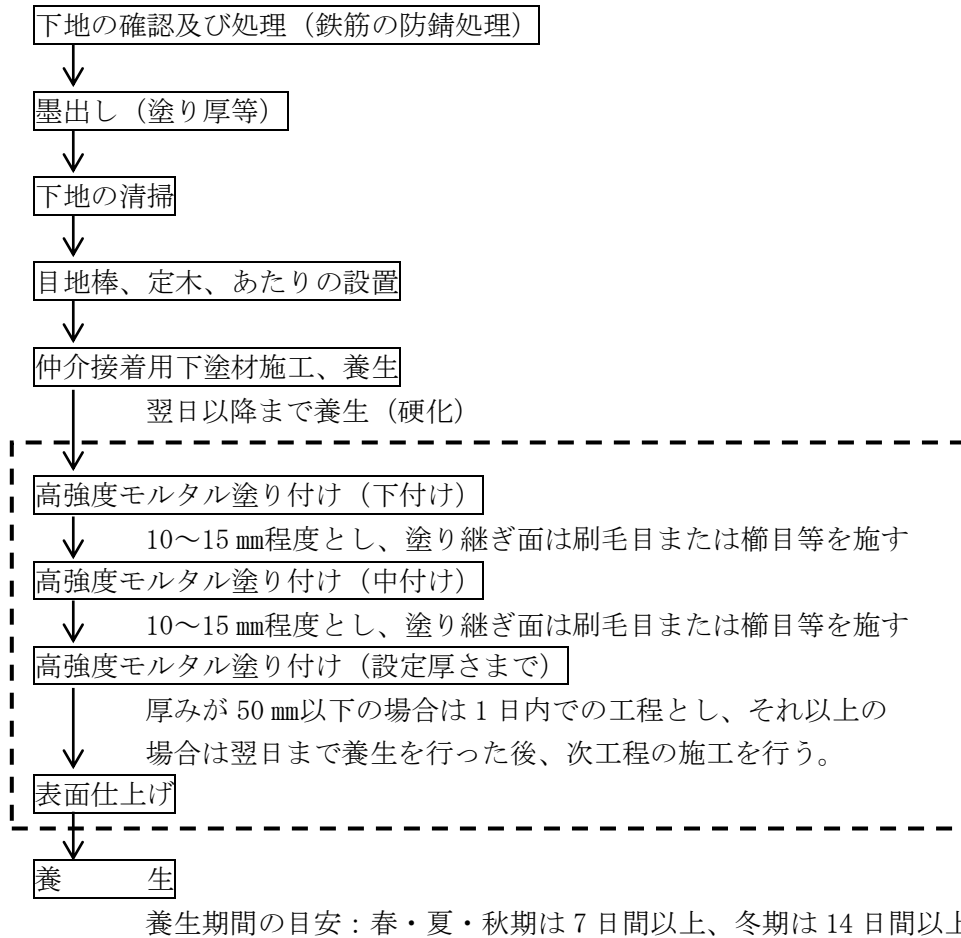 下地の確認及び処理（鉄筋の防錆処理）
墨出し（塗り厚等）
下地の清掃
目地棒、定木、あたりの設置
仲介接着用下塗材施工、養生
翌日以降まで養生（硬化）
高強度モルタル塗り付け（下付け）
10～15㎜程度とし、塗り継ぎ面は刷毛目または櫛目等を施す
高強度モルタル塗り付け（中付け）
10～15㎜程度とし、塗り継ぎ面は刷毛目または櫛目等を施す
高強度モルタル塗り付け（設定厚さまで）
厚みが 50㎜以下の場合は 1 日内での工程とし、それ以上の
場合は翌日まで養生を行った後、次工程の施工を行う。
表面仕上げ
養　　　生
養生期間の目安：春・夏・秋期は 7 日間以上、冬期は 14 日間以上